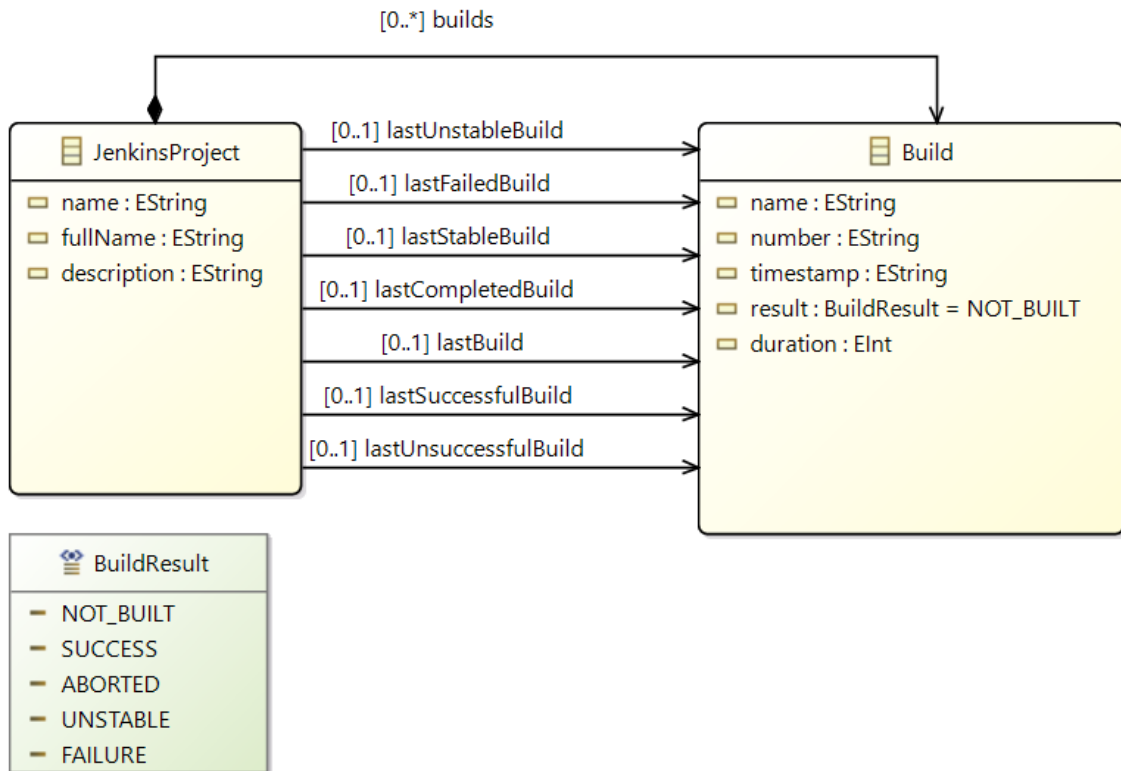 [0..*] builds
JenkinsProject
name : EString
fullName : EString
description : EString
[0..1] lastUnstableBuild
[0..1] lastFailedBuild
[0..1] lastStableBuild
[0..1] lastCompletedBuild
[0..1] lastBuild
[0..1] lastSuccessfulBuild
[0..1] lastUnsuccessfulBuild
Build
name : EString
number : EString
timestamp : EString
result : BuildResult = NOT_BUILT
duration : EInt
BuildResult
NOT_BUILT
SUCCESS
ABORTED
UNSTABLE
FAILURE